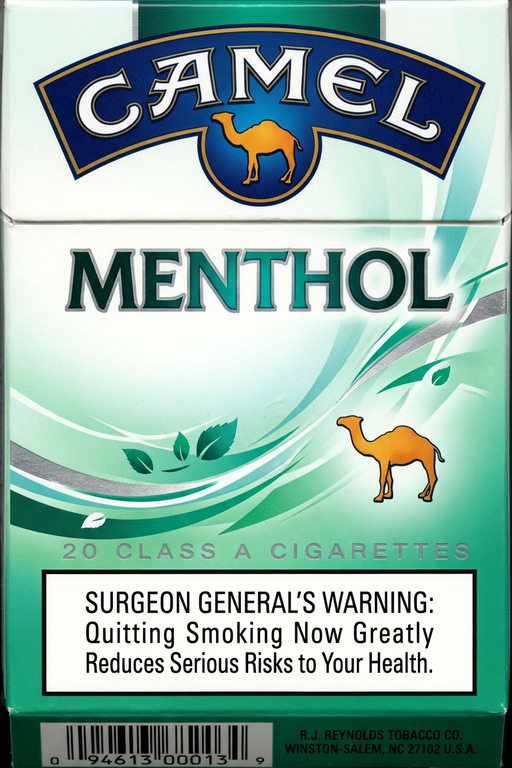 CAMEL
MENTHOL
20 CLASS A CIGARETTES
SURGEON GENERAL'S WARNING:
Quitting Smoking Now Greatly
Reduces Serious Risks to Your Health.
0 94613 00013 9
R.J. REYNOLDS TOBACCO CO.
WINSTON-SALEM, NC 27102 U.S.A.